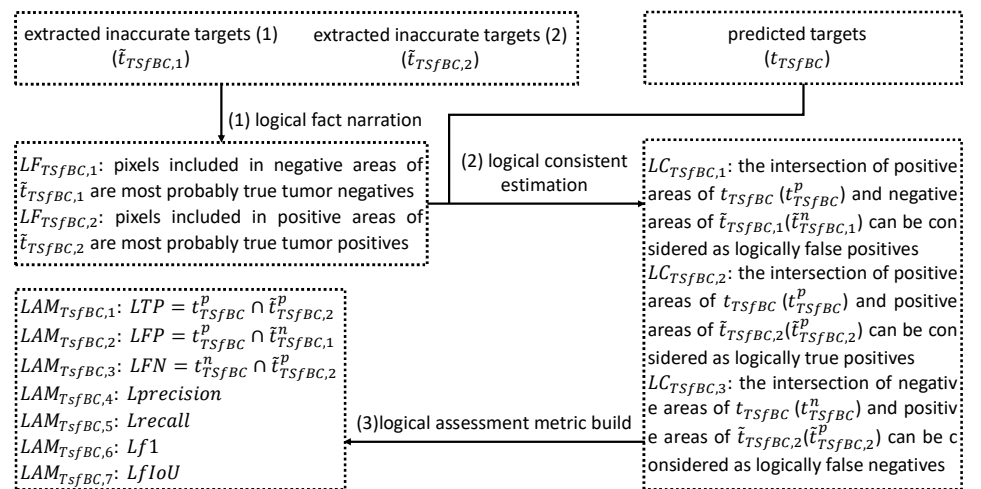 extracted inaccurate targets (1)
(t̃_{TSfBC,1})
extracted inaccurate targets (2)
(t̃_{TSfBC,2})
predicted targets
(t_{TSfBC})
(1) logical fact narration
LF_{TSfBC,1}: pixels included in negative areas of
t̃_{TSfBC,1} are most probably true tumor negatives
LF_{TSfBC,2}: pixels included in positive areas of
t̃_{TSfBC,2} are most probably true tumor positives
(2) logical consistent
estimation
LC_{TSfBC,1}: the intersection of positive
areas of t_{TSfBC} (t^p_{TSfBC}) and negative
areas of t̃_{TSfBC,1}(t̃^n_{TSfBC,1}) can be con
sidered as logically false positives
LC_{TSfBC,2}: the intersection of positive
areas of t_{TSfBC} (t^p_{TSfBC}) and positive
areas of t̃_{TSfBC,2}(t̃^p_{TSfBC,2}) can be con
sidered as logically true positives
LC_{TSfBC,3}: the intersection of negativ
e areas of t_{TSfBC} (t^n_{TSfBC}) and positiv
e areas of t̃_{TSfBC,2}(t̃^p_{TSfBC,2}) can be c
onsidered as logically false negatives
(3)logical assessment metric build
LAM_{TsfBC,1}: LTP = t^p_{TSfBC} ∩ t̃^p_{TSfBC,2}
LAM_{TsfBC,2}: LFP = t^p_{TSfBC} ∩ t̃^n_{TSfBC,1}
LAM_{TsfBC,3}: LFN = t^n_{TSfBC} ∩ t̃^p_{TSfBC,2}
LAM_{TsfBC,4}: Lprecision
LAM_{TsfBC,5}: Lrecall
LAM_{TsfBC,6}: Lf1
LAM_{TsfBC,7}: LfIoU